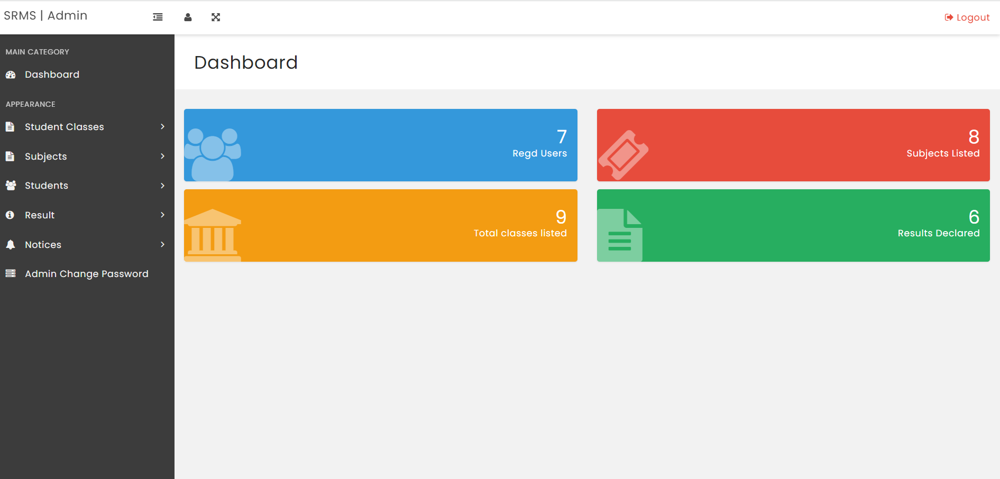 SRMS | Admin
Logout
MAIN CATEGORY
Dashboard
APPEARANCE
Student Classes
Subjects
Students
Result
Notices
Admin Change Password
Dashboard
7
Regd Users
8
Subjects Listed
9
Total classes listed
6
Results Declared